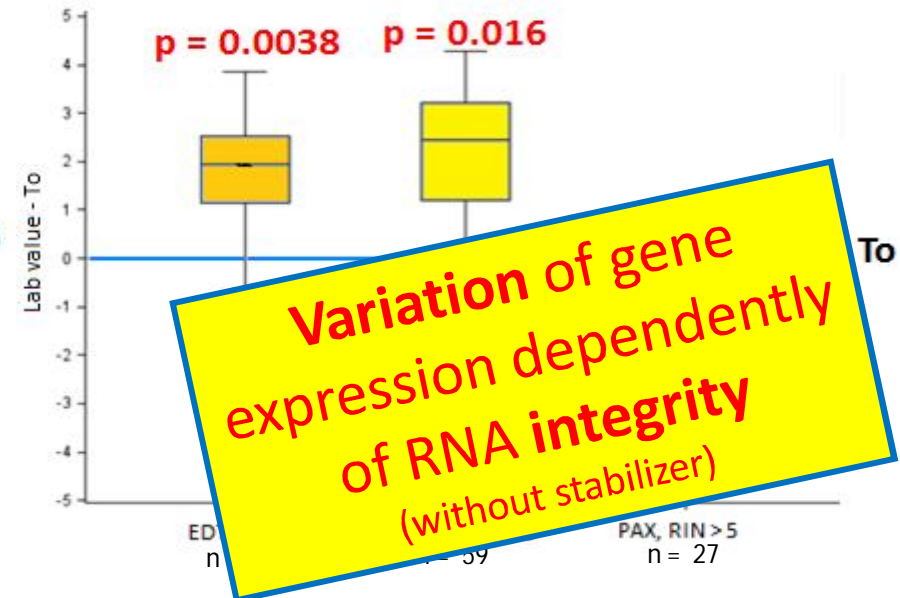 5
p = 0.0038
p = 0.016
4
3
2
1
0
-1
-2
-3
-4
-5
Lab value - To
To
Variation of gene
expression dependently
of RNA integrity
(without stabilizer)
PAX, RIN > 5
n
59
n = 27